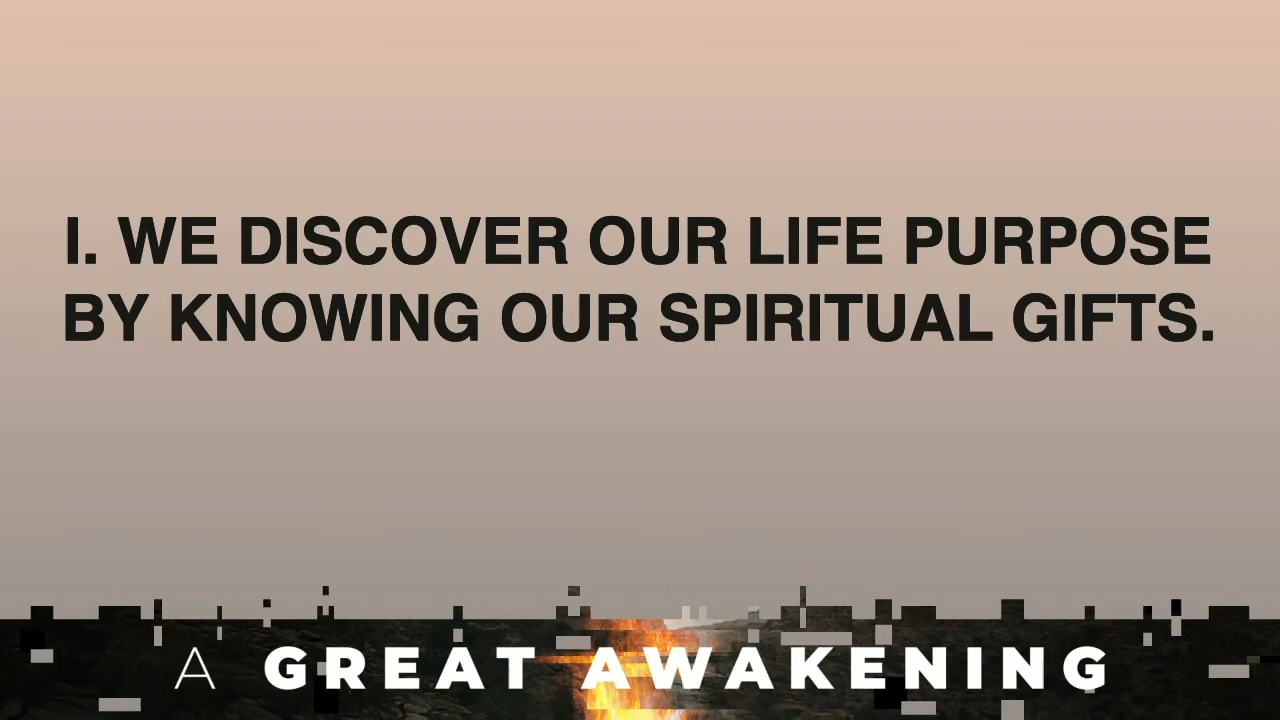 I. WE DISCOVER OUR LIFE PURPOSE
BY KNOWING OUR SPIRITUAL GIFTS.
A GREAT AWAKENING